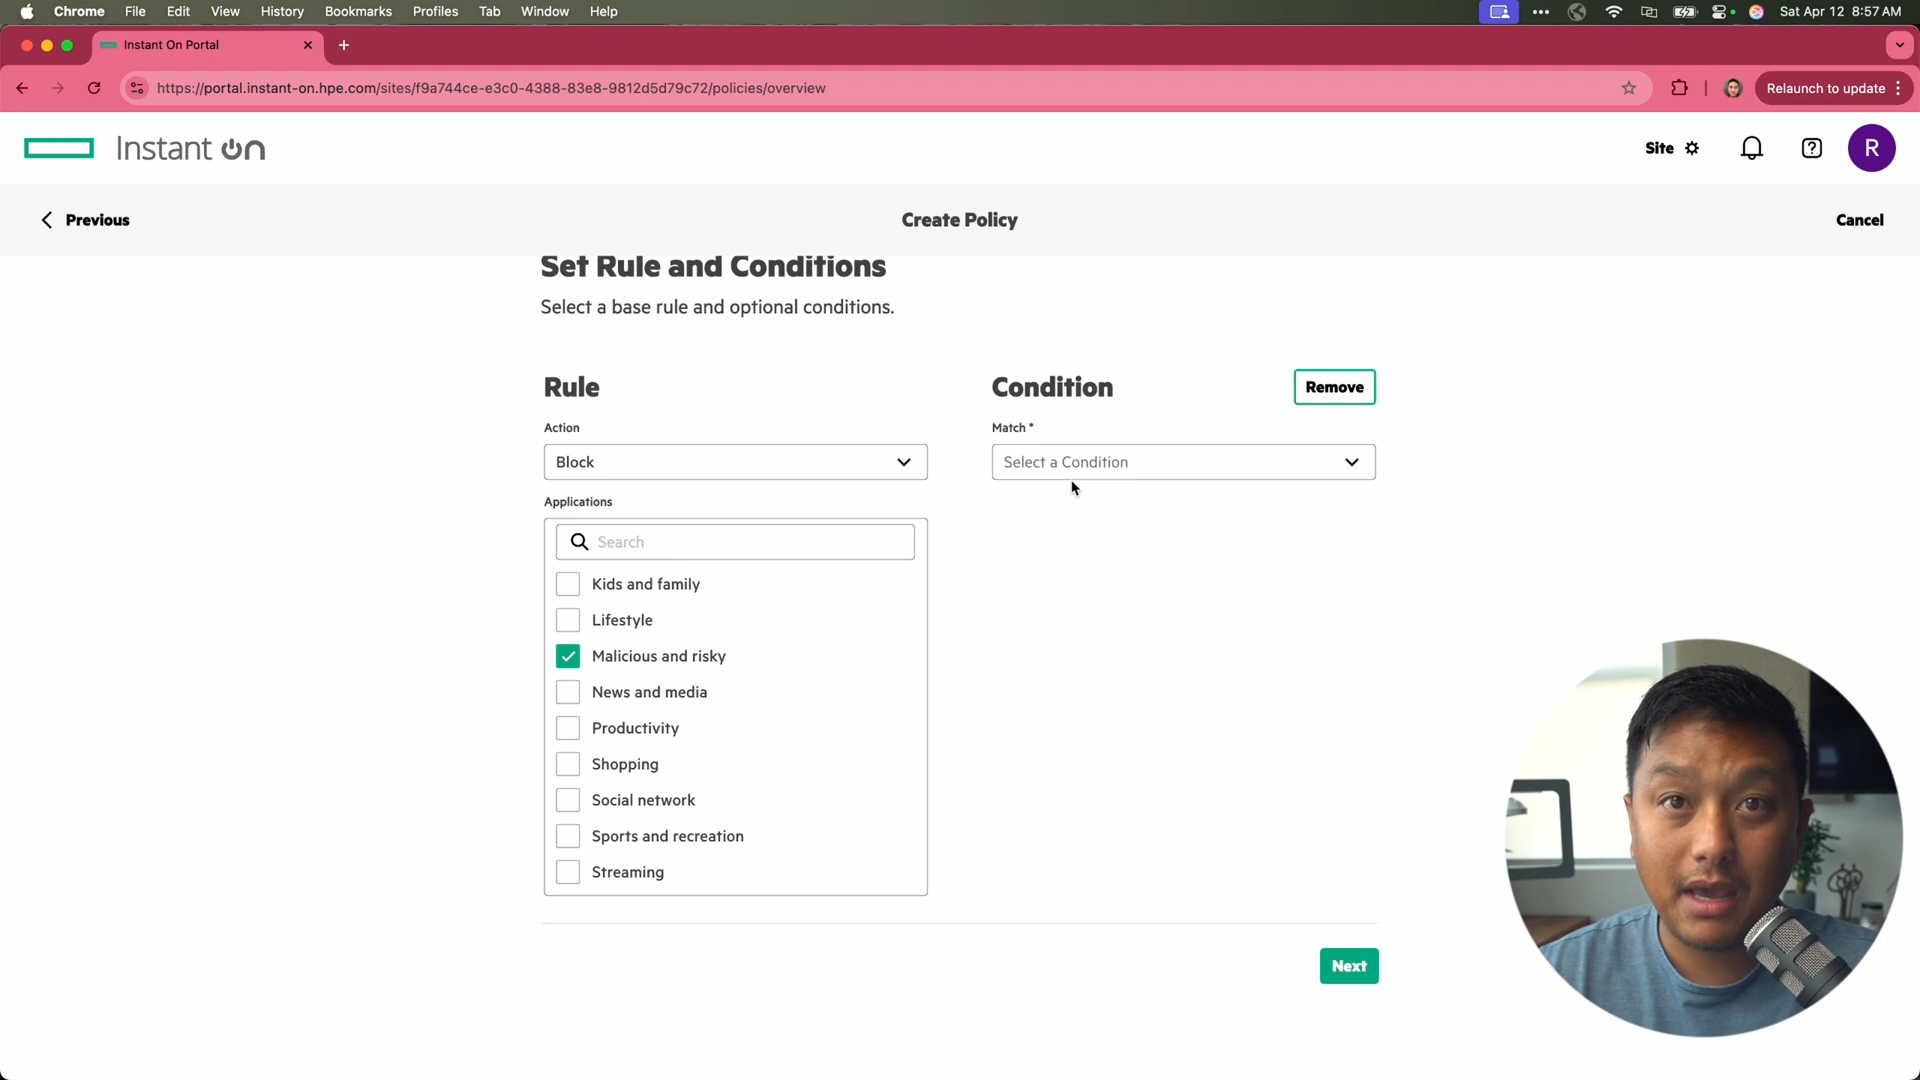 Chrome File Edit View History Bookmarks Profiles Tab Window Help Sat Apr 12 8:57 AM
Instant On Portal
https://portal.instant-on.hpe.com/sites/f9a744ce-e3c0-4388-83e8-9812d5d79c72/policies/overview Relaunch to update
Instant On Site R
Previous Create Policy Cancel
Set Rule and Conditions
Select a base rule and optional conditions.
Rule Condition Remove
Action Match *
Block Select a Condition
Applications
Search
Kids and family
Lifestyle
Malicious and risky
News and media
Productivity
Shopping
Social network
Sports and recreation
Streaming
Next